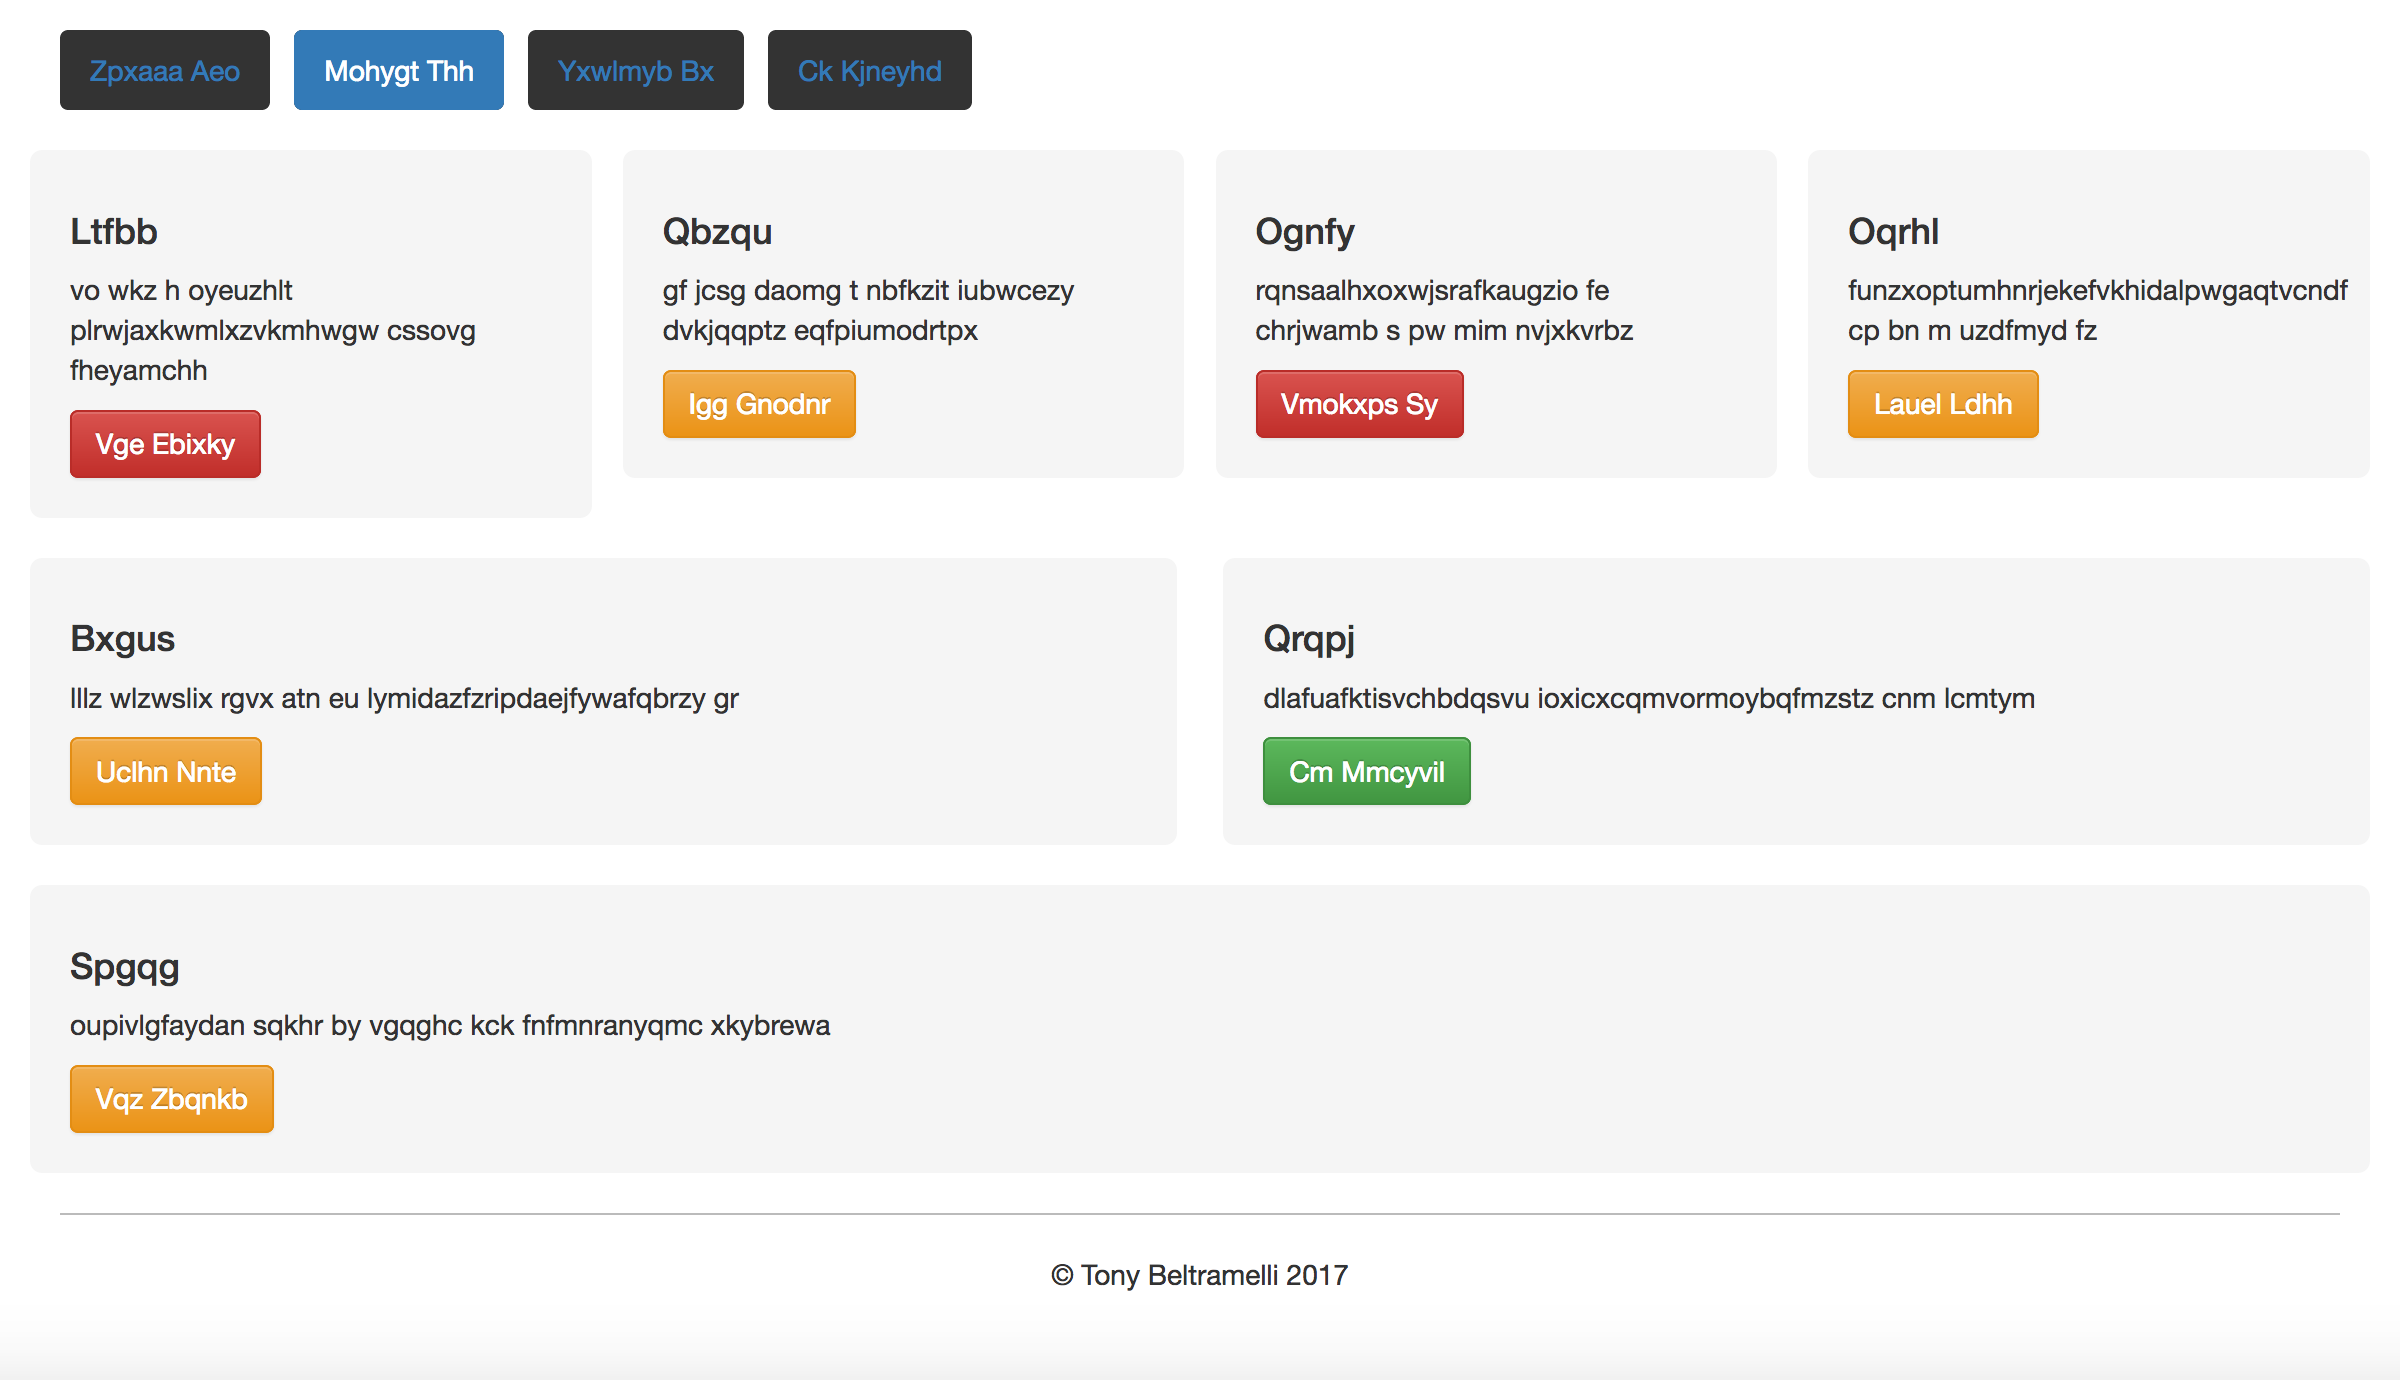 Zpxaaa Aeo
Mohygt Thh
Yxwlmyb Bx
Ck Kjneyhd
Ltfbb
vo wkz h oyeuzhlt
plrwjaxkwmlxzvkmhwgw cssovg
fheyamchh
Vge Ebixky
Qbzqu
gf jcsg daomg t nbfkzit iubwcezy
dvkjqqptz eqfpiumodrtpx
Igg Gnodnr
Ognfy
rqnsaalhxoxwjsrafkaugzio fe
chrjwamb s pw mim nvjxkvrbz
Vmokxps Sy
Oqrhl
funzxoptumhnrjekefvkhidalpwgaqtvcndf
cp bn m uzdfmyd fz
Lauel Ldhh
Bxgus
lllz wlzwslix rgvx atn eu lymidazfzripdaejfywafqbrzy gr
Uclhn Nnte
Qrqpj
dlafuafktisvchbdqsvu ioxicxcqmvormoybqfmzstz cnm lcmtym
Cm Mmcyvil
Spgqg
oupivlgfaydan sqkhr by vgqghc kck fnfmnranyqmc xkybrewa
Vqz Zbqnkb
© Tony Beltramelli 2017